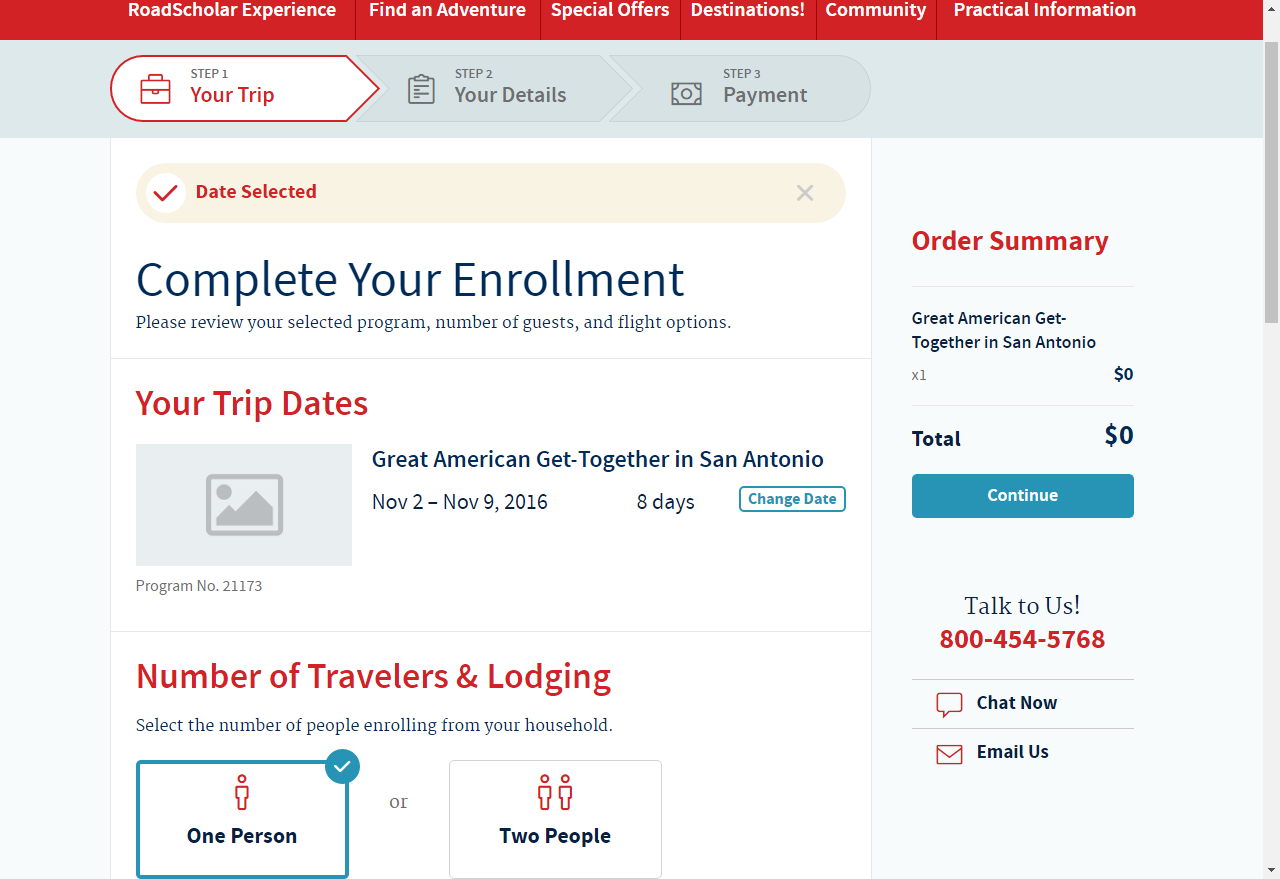 RoadScholar Experience
Find an Adventure
Special Offers
Destinations!
Community
Practical Information
STEP 1
Your Trip
STEP 2
Your Details
STEP 3
Payment
Date Selected
Complete Your Enrollment
Please review your selected program, number of guests, and flight options.
Your Trip Dates
Great American Get-Together in San Antonio
Nov 2 – Nov 9, 2016
8 days
Change Date
Program No. 21173
Number of Travelers & Lodging
Select the number of people enrolling from your household.
One Person
or
Two People
Order Summary
Great American Get-
Together in San Antonio
x1
$0
Total
$0
Continue
Talk to Us!
800-454-5768
Chat Now
Email Us